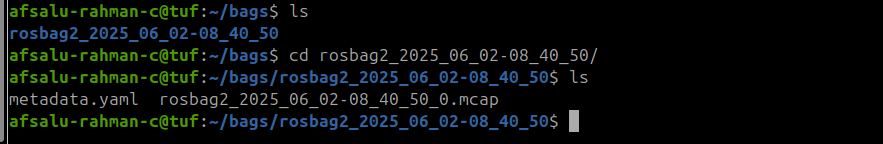 afsalu-rahman-c@tuf:~/bags$ ls
rosbag2_2025_06_02-08_40_50
afsalu-rahman-c@tuf:~/bags$ cd rosbag2_2025_06_02-08_40_50/
afsalu-rahman-c@tuf:~/bags/rosbag2_2025_06_02-08_40_50$ ls
metadata.yaml  rosbag2_2025_06_02-08_40_50_0.mcap
afsalu-rahman-c@tuf:~/bags/rosbag2_2025_06_02-08_40_50$